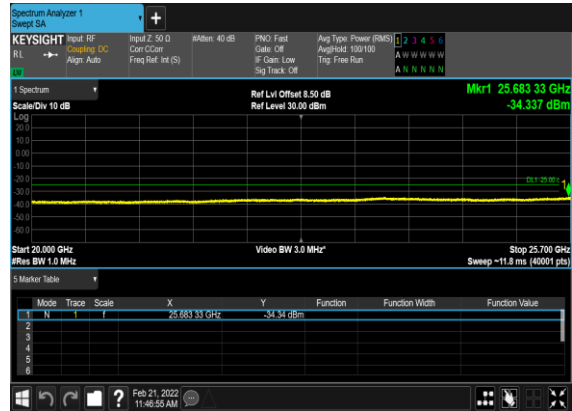 Spectrum Analyzer 1
Swept SA
+
KEYSIGHT Input: RF Input Z: 50 Ω #Atten: 40 dB PNO: Fast Avg Type: Power (RMS) 1 2 3 4 5 6
RL Coupling: DC Corr CCorr Gate: Off Avg|Hold: 100/100 A W W W W W
Align: Auto Freq Ref: Int (S) IF Gain: Low Trig: Free Run
Sig Track: Off A N N N N N
1 Spectrum Ref Lvl Offset 8.50 dB Mkr1 25.683 33 GHz
Scale/Div 10 dB Ref Level 30.00 dBm -34.337 dBm
Log
20.0
10.0
0.00
-10.0
-20.0
-30.0
-40.0
-50.0
-60.0
1
Start 20.000 GHz Video BW 3.0 MHz* Stop 25.700 GHz
#Res BW 1.0 MHz Sweep ~11.8 ms (40001 pts)
5 Marker Table
Mode Trace Scale X Y Function Function Width Function Value
1 N 1 f 25.683 33 GHz -34.34 dBm
2
3
4
5
6
? Feb 21, 2022
11:46:55 AM